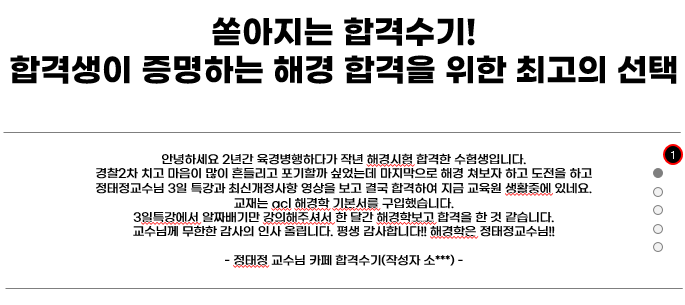 쏟아지는 합격수기!
합격생이 증명하는 해경 합격을 위한 최고의 선택
1
안녕하세요 2년간 육경병행하다가 작년 해경시험 합격한 수험생입니다.
경찰2차 치고 마음이 많이 흔들리고 포기할까 싶었는데 마지막으로 해경 쳐보자 하고 도전을 하고
정태정교수님 3일 특강과 최신개정사항 영상을 보고 결국 합격하여 지금 교육원 생활중에 있네요.
교재는 acl 해경학 기본서를 구입했습니다.
3일특강에서 알짜배기만 강의해주셔서 한 달간 해경학보고 합격을 한 것 같습니다.
교수님께 무한한 감사의 인사 올립니다. 평생 감사합니다!! 해경학은 정태정교수님!!
- 정태정 교수님 카페 합격수기(작성자 소***) -